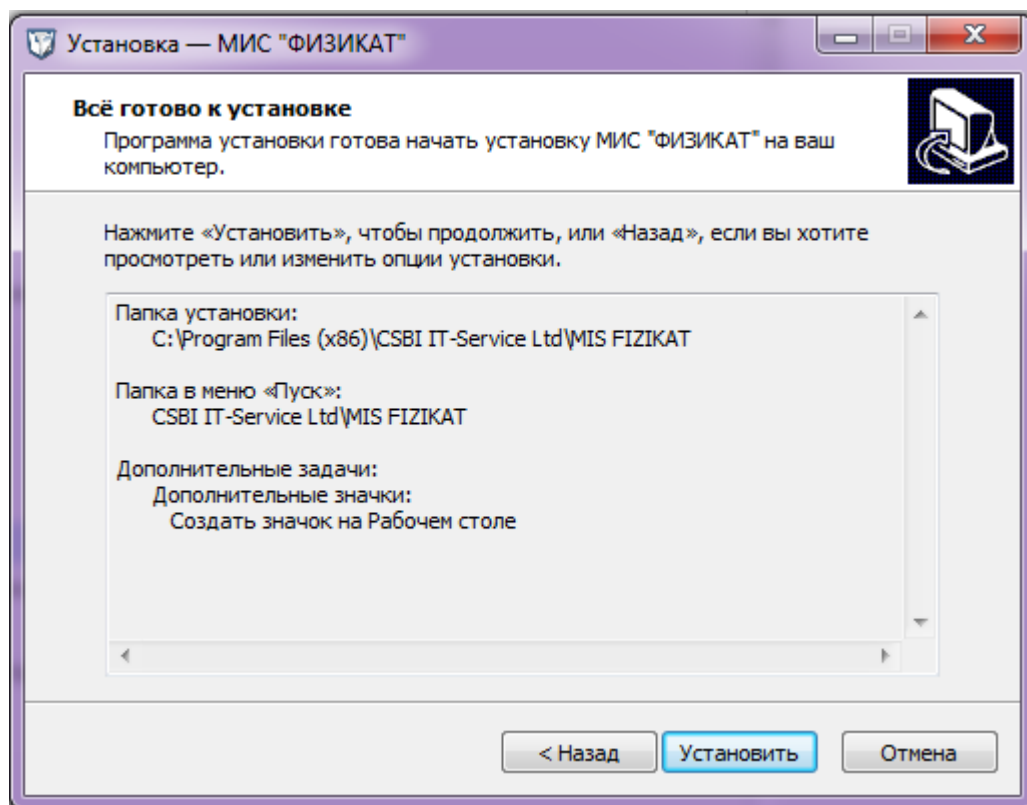 Установка — МИС "ФИЗИКАТ"
Всё готово к установке
Программа установки готова начать установку МИС "ФИЗИКАТ" на ваш
компьютер.
Нажмите «Установить», чтобы продолжить, или «Назад», если вы хотите
просмотреть или изменить опции установки.
Папка установки:
C:\Program Files (x86)\CSBI IT-Service Ltd\MIS FIZIKAT
Папка в меню «Пуск»:
CSBI IT-Service Ltd\MIS FIZIKAT
Дополнительные задачи:
Дополнительные значки:
Создать значок на Рабочем столе
< Назад
Установить
Отмена